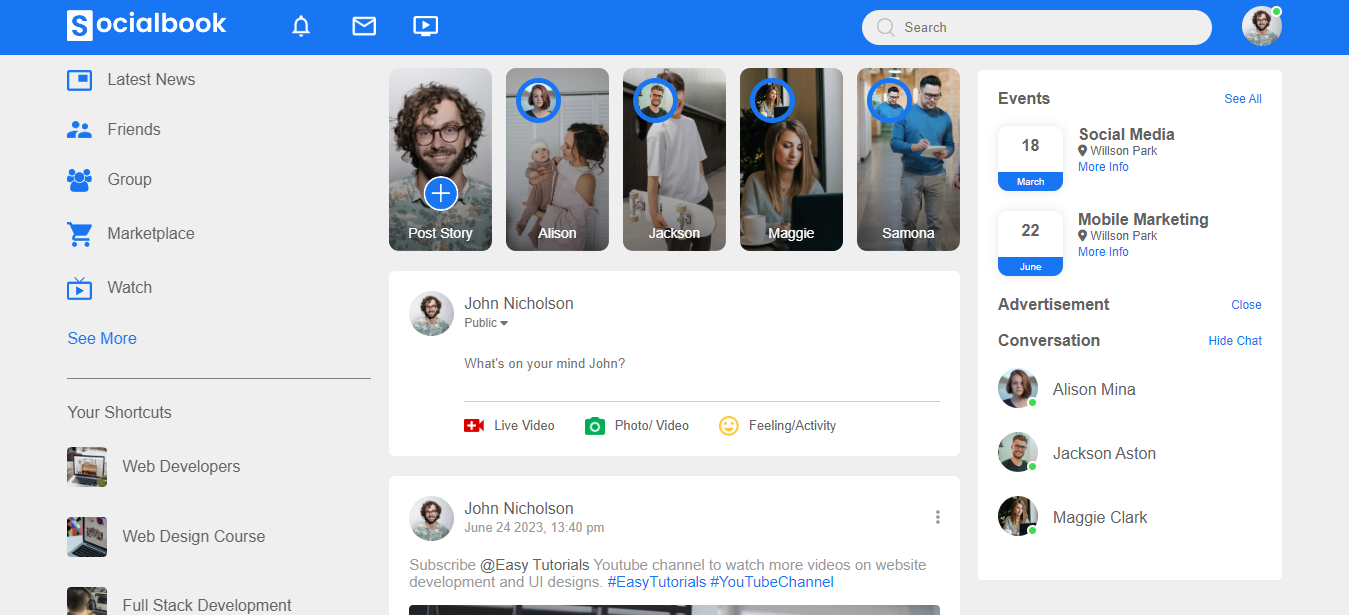 Socialbook
Search
Latest News
Friends
Group
Marketplace
Watch
See More
Your Shortcuts
Web Developers
Web Design Course
Full Stack Development
Post Story
Alison
Jackson
Maggie
Samona
John Nicholson
Public
What's on your mind John?
Live Video
Photo/ Video
Feeling/Activity
John Nicholson
June 24 2023, 13:40 pm
Subscribe @Easy Tutorials Youtube channel to watch more videos on website
development and UI designs. #EasyTutorials #YouTubeChannel
Events
See All
18
March
Social Media
Willson Park
More Info
22
June
Mobile Marketing
Willson Park
More Info
Advertisement
Close
Conversation
Hide Chat
Alison Mina
Jackson Aston
Maggie Clark